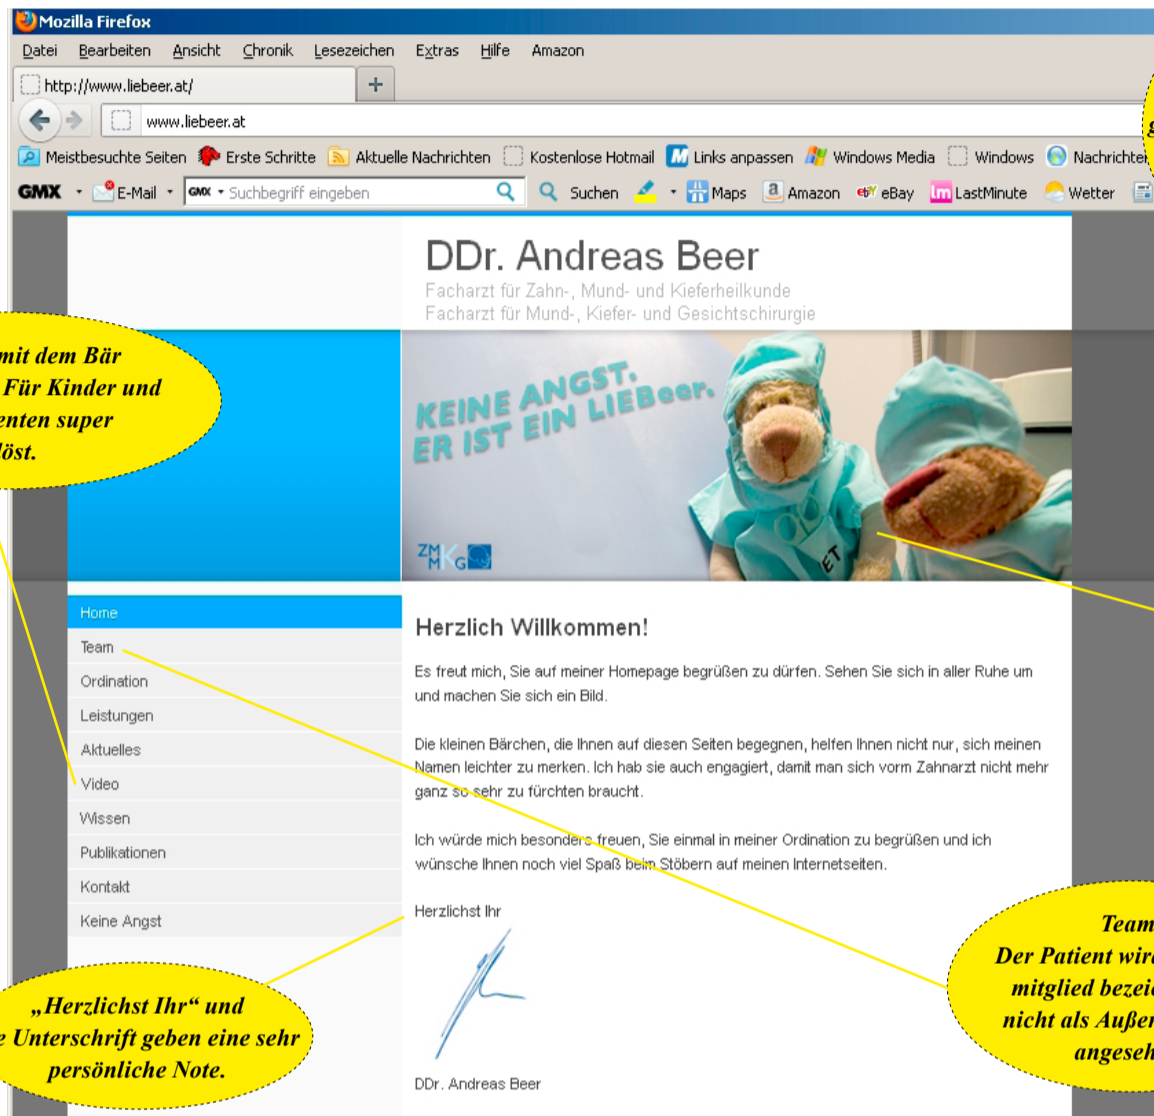 Mozilla Firefox
Datei Bearbeiten Ansicht Chronik Lesezeichen Extras Hilfe Amazon
http://www.liebeer.at/
www.liebeer.at
Meistbesuchte Seiten Erste Schritte Aktuelle Nachrichten Kostenlose Hotmail Links anpassen Windows Media Windows Nachrichten
GMX E-Mail GMX Suchbegriff eingeben Suchen Maps Amazon eBay LastMinute Wetter
DDr. Andreas Beer
Facharzt für Zahn-, Mund- und Kieferheilkunde
Facharzt für Mund-, Kiefer- und Gesichtschirurgie
mit dem Bär
Für Kinder und
enten super
löst.
KEINE ANGST.
ER IST EIN LIEBeer.
ZM
MKG
ET
Home
Team
Ordination
Leistungen
Aktuelles
Video
Wissen
Publikationen
Kontakt
Keine Angst
Herzlich Willkommen!
Es freut mich, Sie auf meiner Homepage begrüßen zu dürfen. Sehen Sie sich in aller Ruhe um
und machen Sie sich ein Bild.
Die kleinen Bärchen, die Ihnen auf diesen Seiten begegnen, helfen Ihnen nicht nur, sich meinen
Namen leichter zu merken. Ich hab sie auch engagiert, damit man sich vorm Zahnarzt nicht mehr
ganz so sehr zu fürchten braucht.
Ich würde mich besonders freuen, Sie einmal in meiner Ordination zu begrüßen und ich
wünsche Ihnen noch viel Spaß beim Stöbern auf meinen Internetseiten.
Herzlichst Ihr
DDr. Andreas Beer
„Herzlichst Ihr“ und
e Unterschrift geben eine sehr
persönliche Note.
Team
Der Patient wird
mitglied bezei
nicht als Außen
angeseh